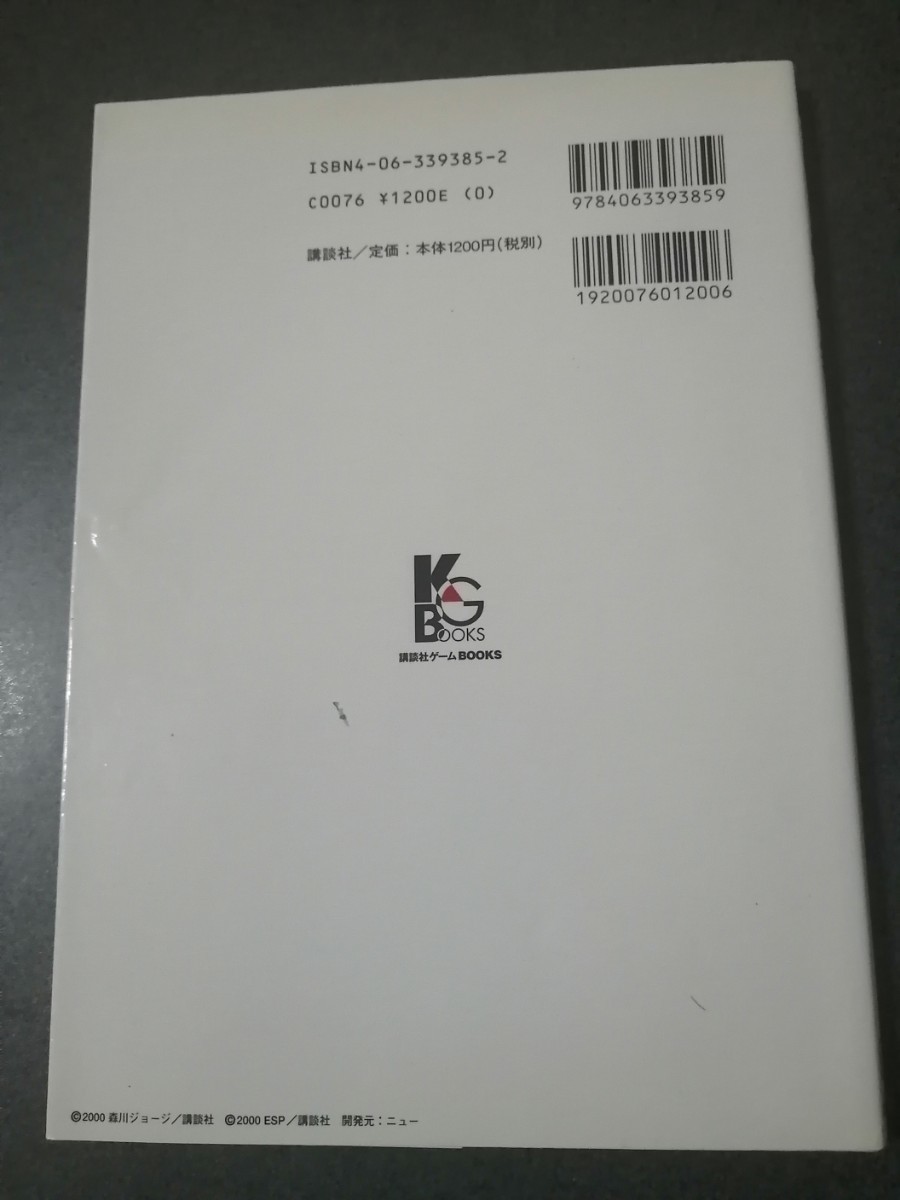 ISBN4-06-339385-2
C0076 ¥1200E (0)
講談社/定価:本体1200円(税別)
9784063393859
1920076012006
KG
BOOKS
講談社ゲームBOOKS
©2000 森川ジョージ/講談社 ©2000 ESP/講談社 開発元:ニュー